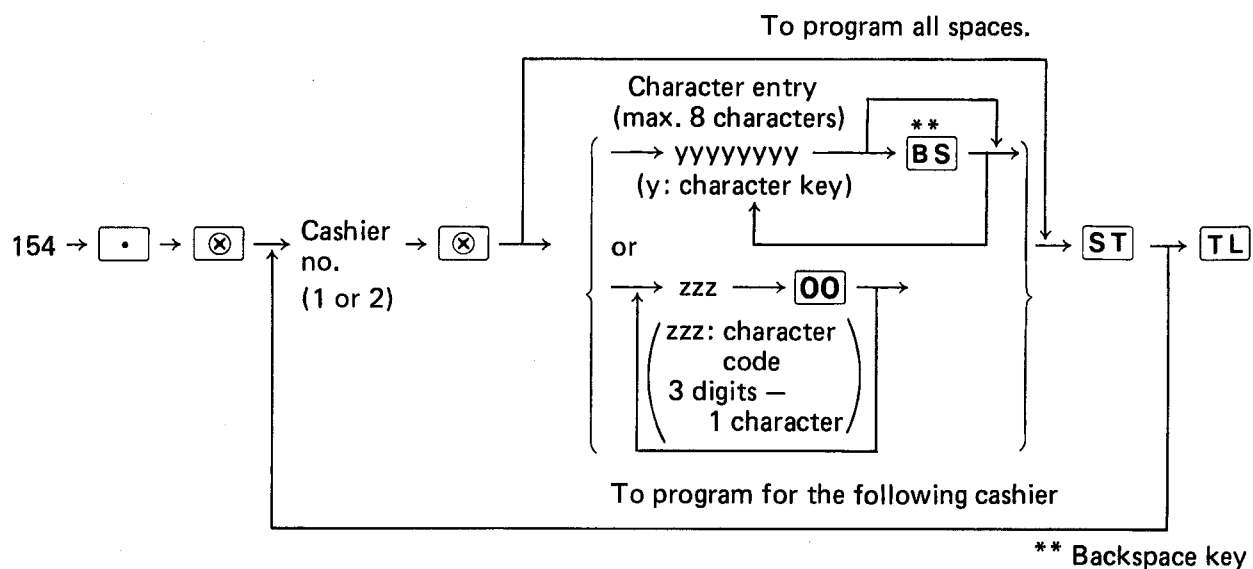 To program all spaces.
Character entry
(max. 8 characters)
**
yyyyyyyy
BS
(y: character key)
154 → • → ⊗ → Cashier no. (1 or 2) → ⊗
ST → TL
or
zzz → 00
(zzz: character
code
3 digits —
1 character)
To program for the following cashier
** Backspace key